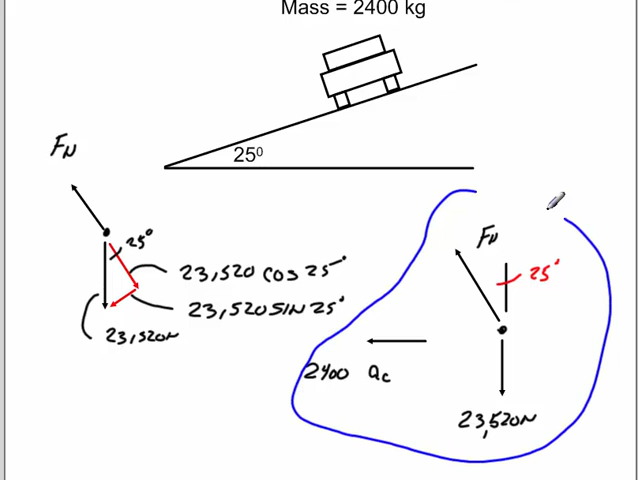 Mass = 2400 kg
25⁰
FN
25°
23,520 COS 25°
23,520 SIN 25°
23,520N
FN
25°
2400 ac
23,520N